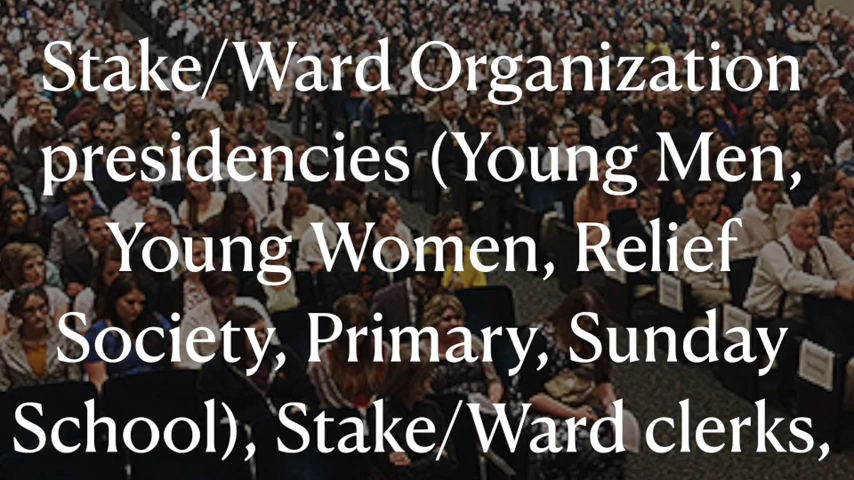 Stake/Ward Organization
presidencies (Young Men,
Young Women, Relief
Society, Primary, Sunday
School), Stake/Ward clerks,